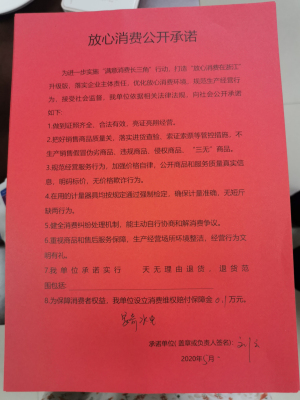 放心消费公开承诺
为进一步实施“满意消费长三角”行动，打造“放心消费在浙江”
升级版，落实企业主体责任，优化放心消费环境，规范生产经营行
为，接受社会监督，我单位依据相关法律法规，向社会公开承诺
如下：
1.做到证照齐全、合法有效，亮证亮照经营。
2.把好销售商品质量关，落实进货查验、索证索票等管控措施，不
生产销售假冒伪劣商品、违规商品、侵权商品、“三无”商品。
3.规范经营服务行为，加强价格自律，公开商品和服务质量真实信
息，明码标价，无价格欺诈行为。
4.在用的计量器具均按规定通过强制检定，确保计量准确，无短斤
缺两行为。
5.健全消费纠纷处理机制，能主动自行协商和解消费争议。
6.重视商品和售后服务保障，生产经营场所环境整洁，经营行为文
明有礼。
7.我单位承诺实行 天无理由退货，退货范
围包括：
8.为保障消费者权益，我单位设立消费维权赔付保障金 0.1万元。
承诺单位（盖章或负责人签名）：
2020年5月